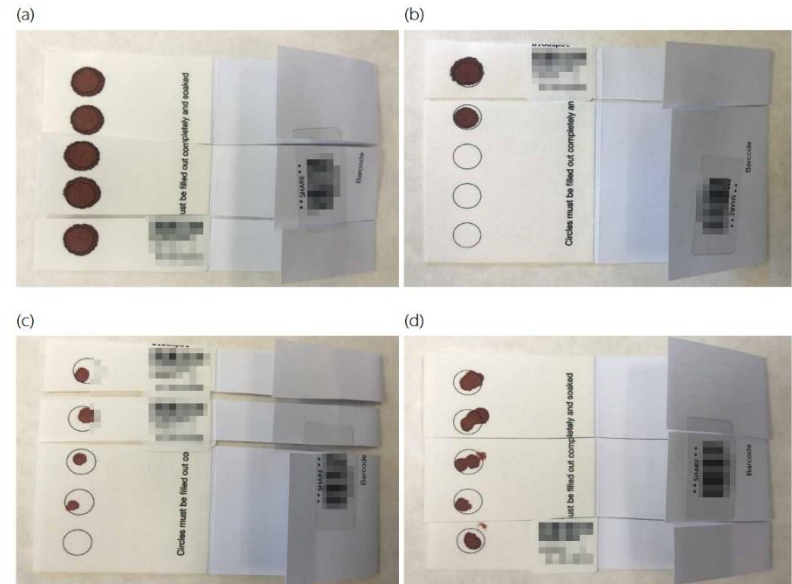 (a)
ust be filled out completely and soaked
* * SHARE * *
Barcode
(b)
Circles must be filled out completely an
Barcode
(c)
Circles must be filled out co
* * SHARE * *
Barcode
(d)
ust be filled out completely and soaked
* * SHARE * *
Barcode